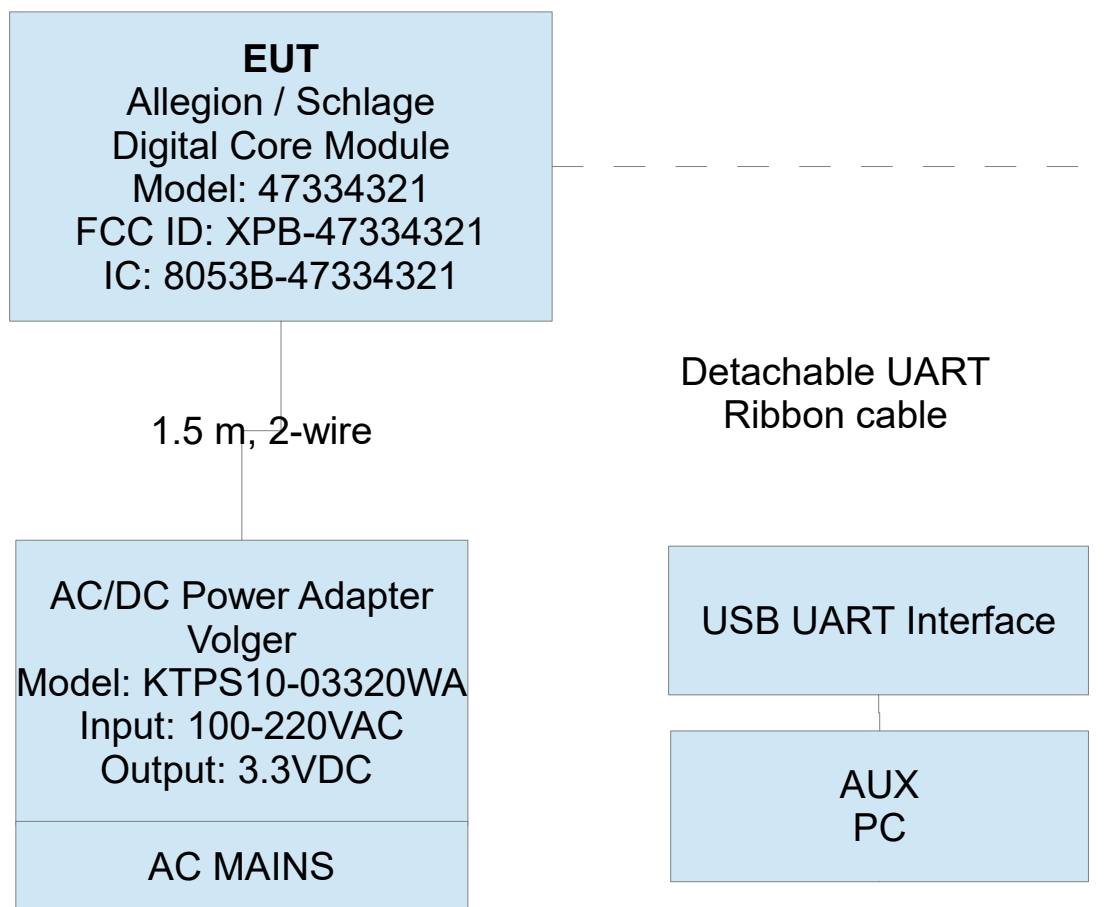 EUT
Allegion / Schlage
Digital Core Module
Model: 47334321
FCC ID: XPB-47334321
IC: 8053B-47334321
1.5 m, 2-wire
Detachable UART
Ribbon cable
AC/DC Power Adapter
Volger
Model: KTPS10-03320WA
Input: 100-220VAC
Output: 3.3VDC
AC MAINS
USB UART Interface
AUX
PC